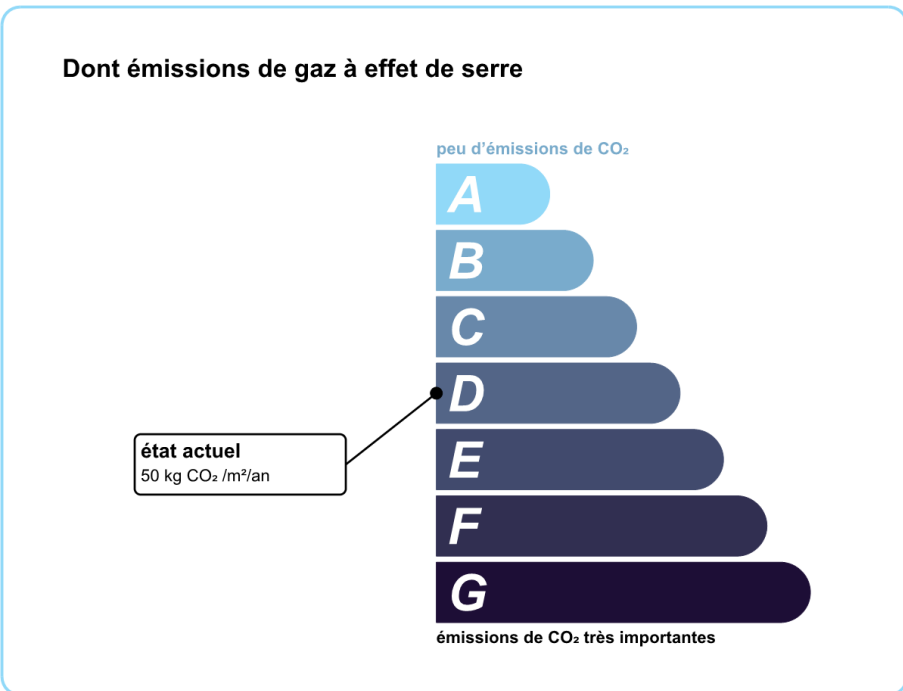 Dont émissions de gaz à effet de serre
peu d’émissions de CO₂
A
B
C
D
état actuel
50 kg CO₂ /m²/an
E
F
G
émissions de CO₂ très importantes